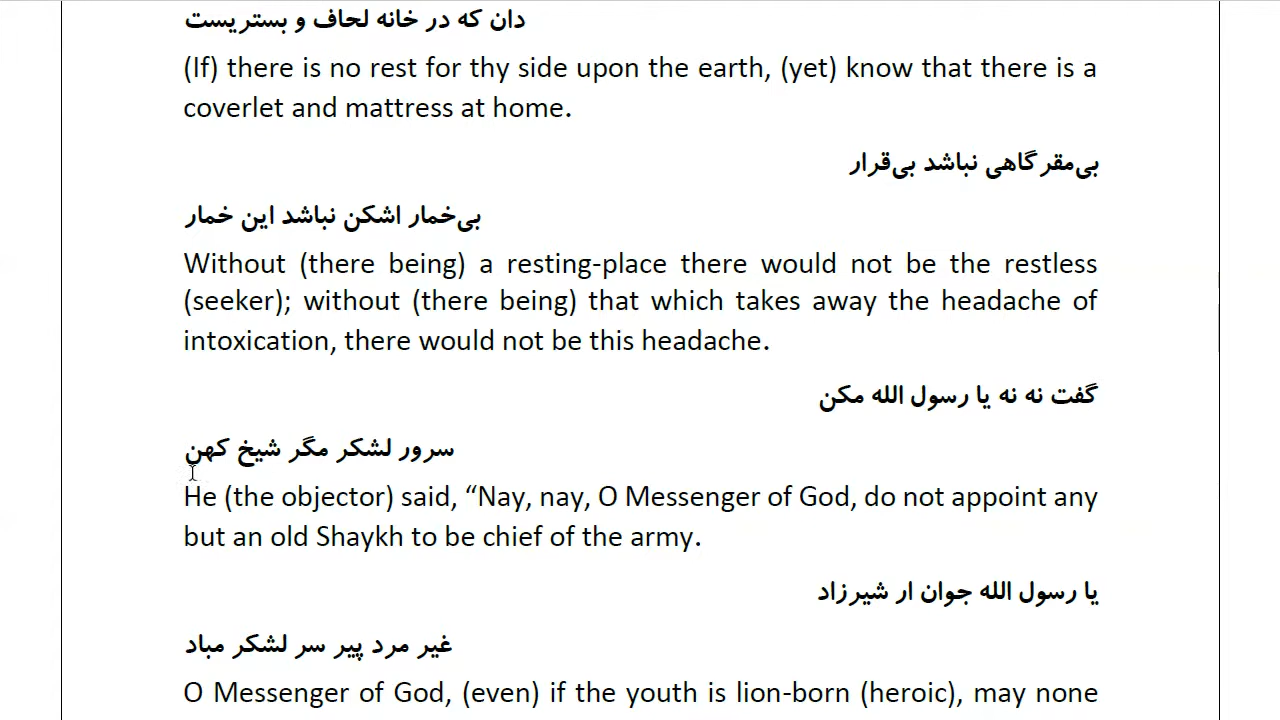 دان که در خانه لحاف و بستریست
(If) there is no rest for thy side upon the earth, (yet) know that there is a
coverlet and mattress at home.
بی‌مقر گاهی نباشد بی‌قرار
بی‌خمار اشکن نباشد این خمار
Without (there being) a resting-place there would not be the restless
(seeker); without (there being) that which takes away the headache of
intoxication, there would not be this headache.
گفت نه نه یا رسول الله مکن
سرور لشکر مگر شیخ کهن
He (the objector) said, “Nay, nay, O Messenger of God, do not appoint any
but an old Shaykh to be chief of the army.
یا رسول الله جوان ار شیرزاد
غیر مرد پیر سر لشکر مباد
O Messenger of God, (even) if the youth is lion-born (heroic), may none